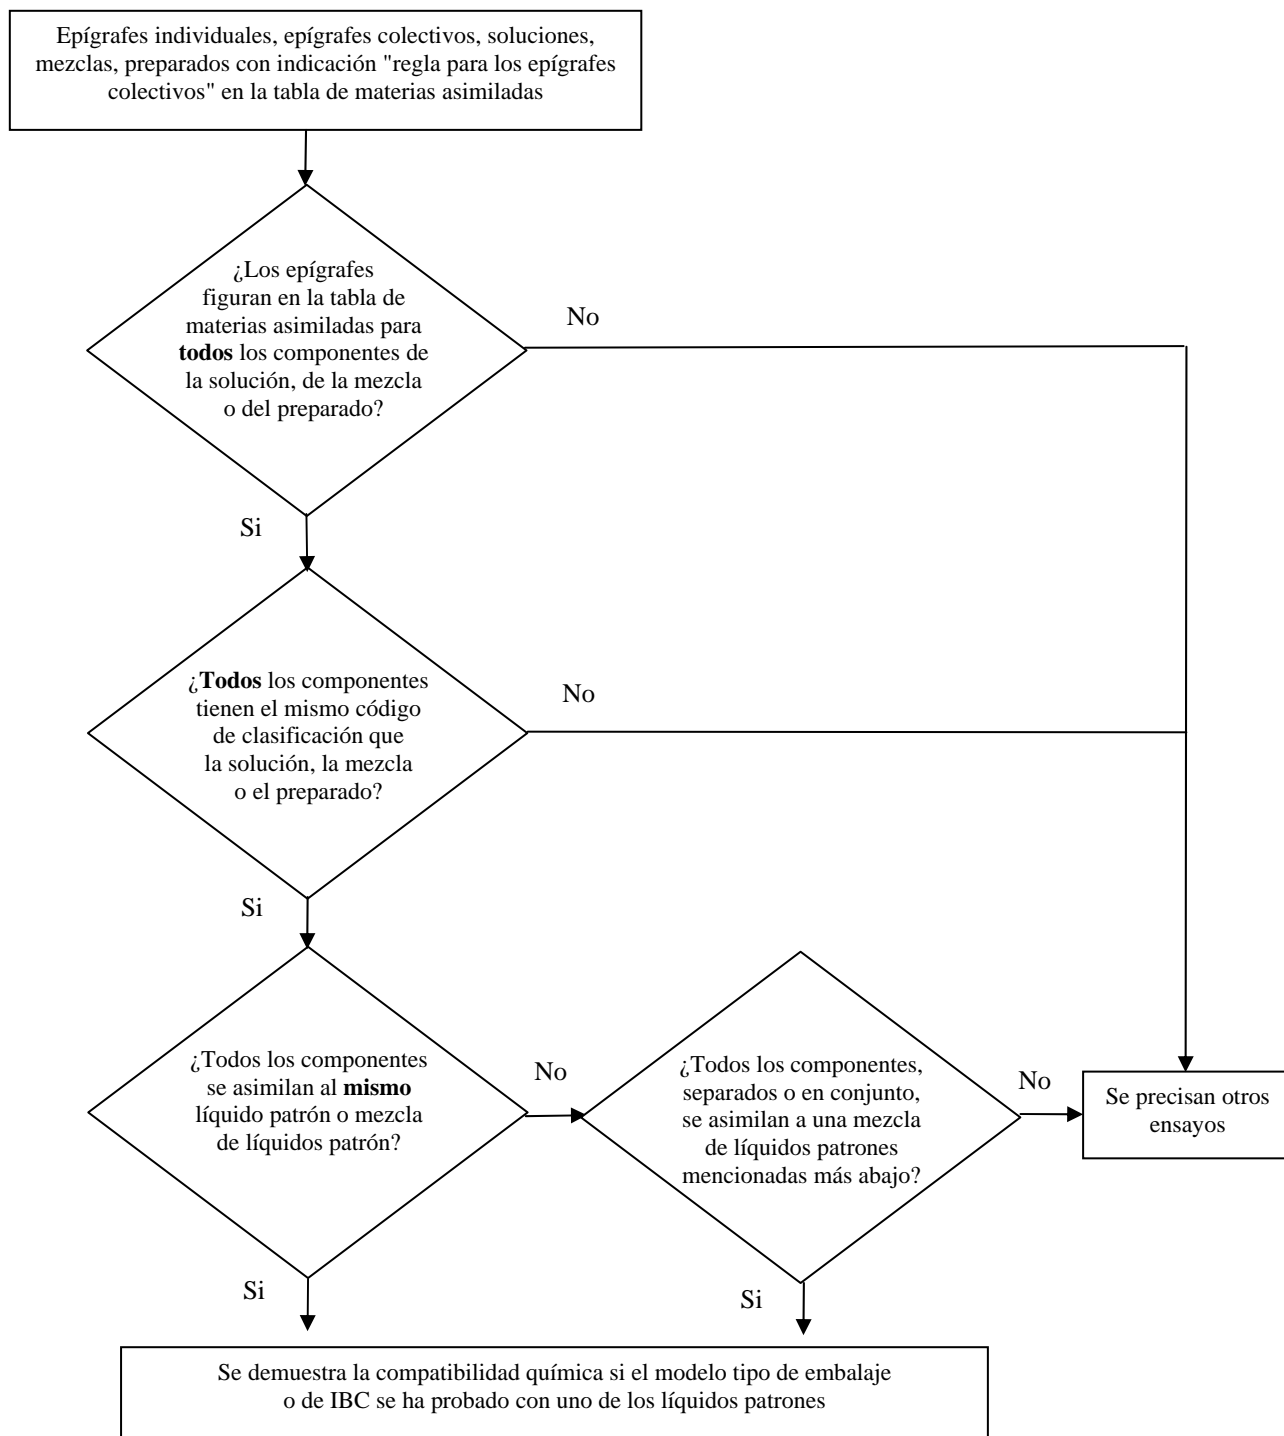 Epígrafes individuales, epígrafes colectivos, soluciones,
mezclas, preparados con indicación "regla para los epígrafes
colectivos" en la tabla de materias asimiladas
¿Los epígrafes
figuran en la tabla de
materias asimiladas para
todos los componentes de
la solución, de la mezcla
o del preparado?
No
Si
¿Todos los componentes
tienen el mismo código
de clasificación que
la solución, la mezcla
o el preparado?
No
Si
¿Todos los componentes
se asimilan al mismo
líquido patrón o mezcla
de líquidos patrón?
No
¿Todos los componentes,
separados o en conjunto,
se asimilan a una mezcla
de líquidos patrones
mencionadas más abajo?
No
Se precisan otros
ensayos
Si
Si
Se demuestra la compatibilidad química si el modelo tipo de embalaje
o de IBC se ha probado con uno de los líquidos patrones